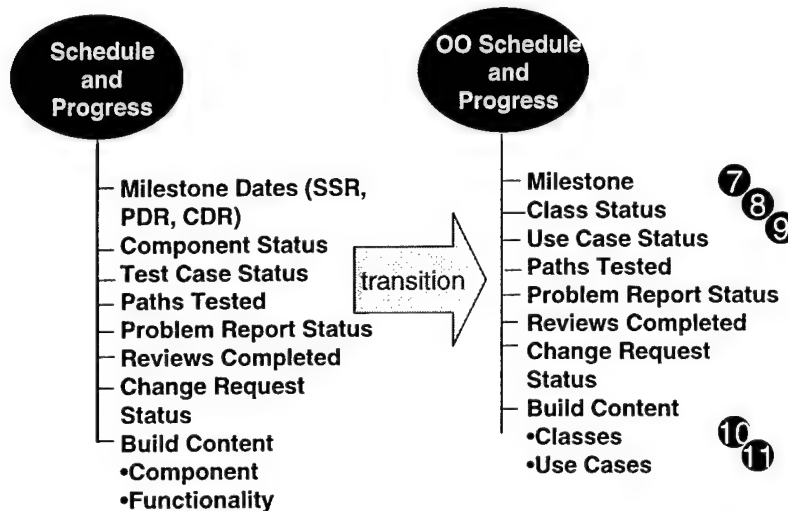 Schedule
and
Progress
Milestone Dates (SSR,
PDR, CDR)
Component Status
Test Case Status
Paths Tested
Problem Report Status
Reviews Completed
Change Request
Status
Build Content
•Component
•Functionality
transition
OO Schedule
and
Progress
Milestone 7
Class Status 8
Use Case Status 9
Paths Tested
Problem Report Status
Reviews Completed
Change Request
Status
Build Content
•Classes 10
•Use Cases 11